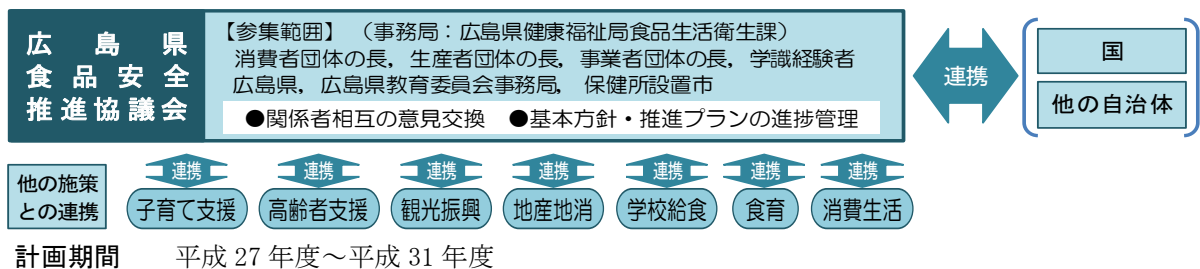 広島県
食品安全
推進協議会
【参集範囲】 （事務局：広島県健康福祉局食品生活衛生課）
消費者団体の長，生産者団体の長，事業者団体の長，学識経験者
広島県，広島県教育委員会事務局， 保健所設置市
●関係者相互の意見交換 ●基本方針・推進プランの進捗管理
連携
国
他の自治体
他の施策
との連携
連携 連携 連携 連携 連携 連携 連携
子育て支援 高齢者支援 観光振興 地産地消 学校給食 食育 消費生活
計画期間 平成 27 年度～平成 31 年度